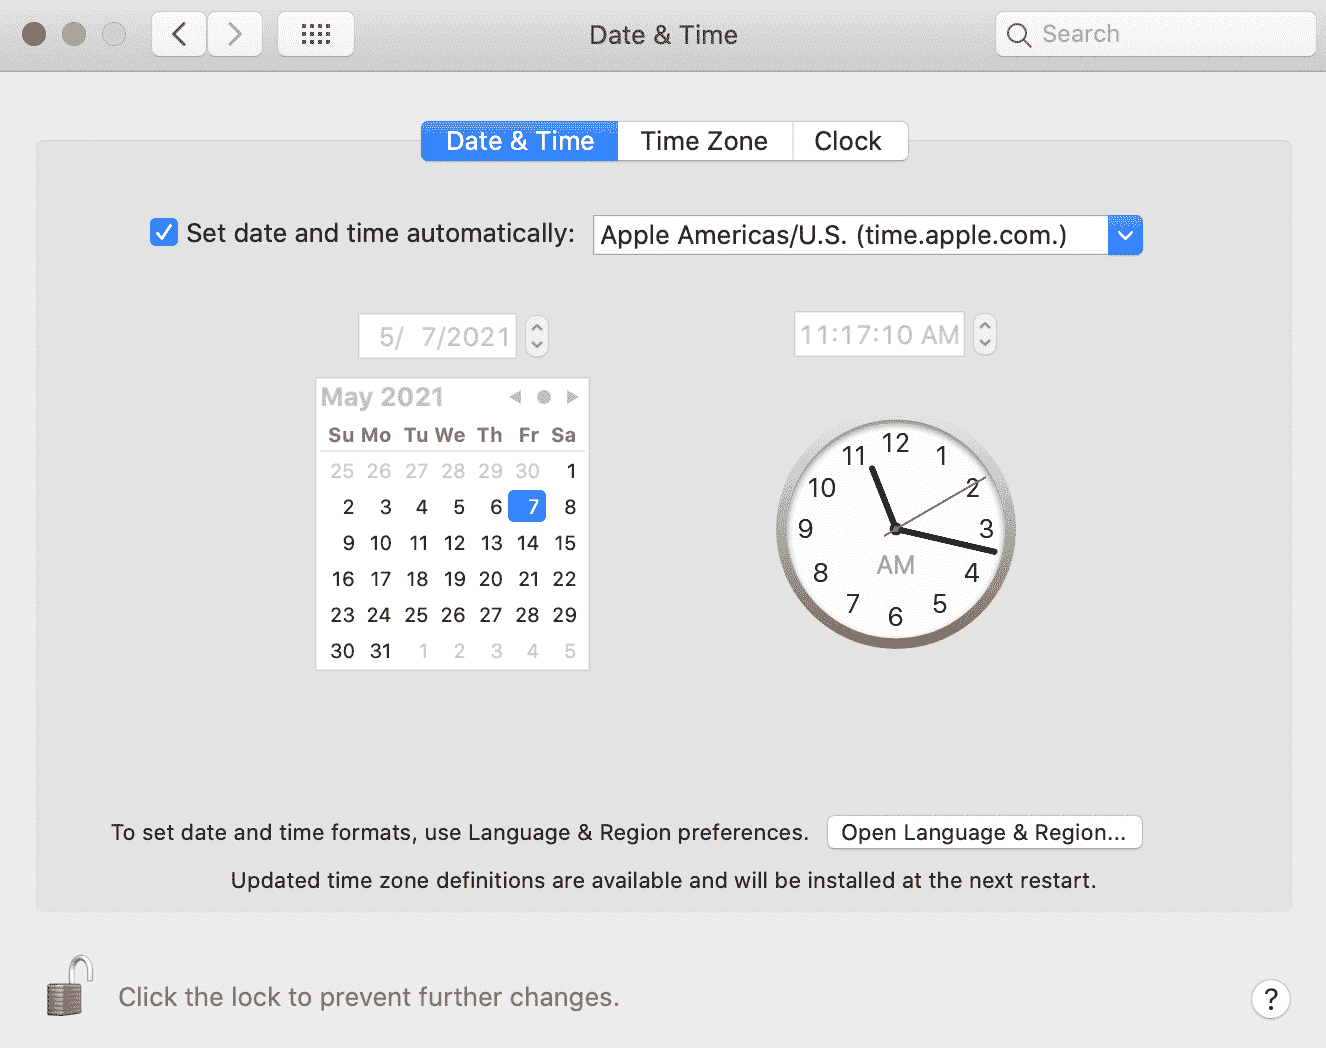 Date & Time
Search
Date & Time Time Zone Clock
Set date and time automatically: Apple Americas/U.S. (time.apple.com.)
5/ 7/2021 11:17:10 AM
May 2021
Su Mo Tu We Th Fr Sa
25 26 27 28 29 30 1
2 3 4 5 6 7 8
9 10 11 12 13 14 15
16 17 18 19 20 21 22
23 24 25 26 27 28 29
30 31 1 2 3 4 5
12
11 1
10 2
9 3
AM
8 4
7 5
6
To set date and time formats, use Language & Region preferences. Open Language & Region...
Updated time zone definitions are available and will be installed at the next restart.
Click the lock to prevent further changes. ?